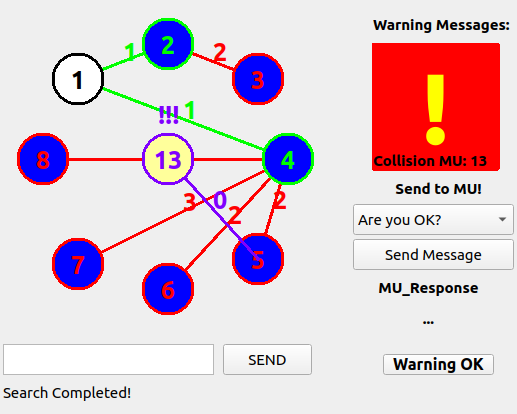 1
2
3
1
2
!!!
1
8
13
4
3
0
2
2
7
6
5
SEND
Search Completed!
Warning Messages:
!
Collision MU: 13
Send to MU!
Are you OK?
Send Message
MU_Response
...
Warning OK